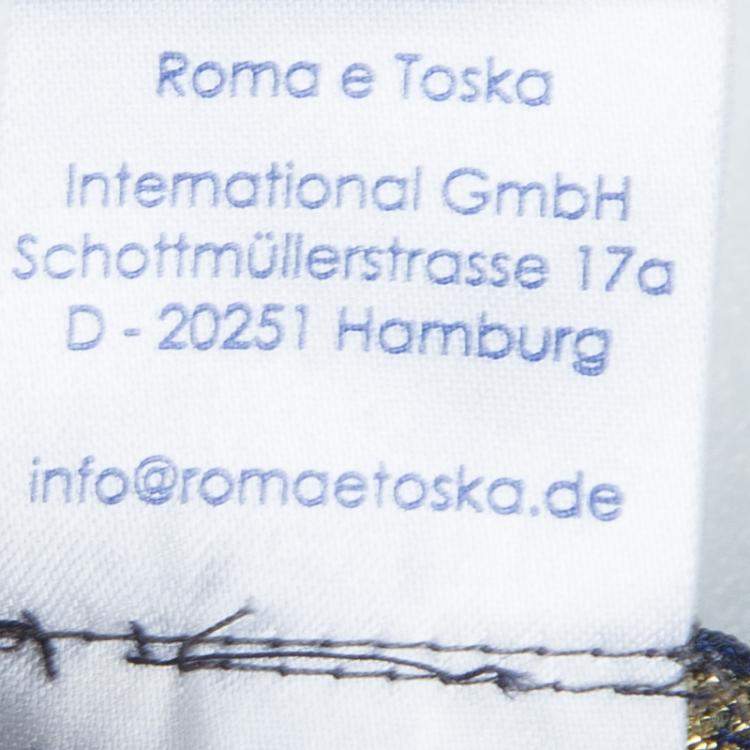 Roma e Toska
International GmbH
Schottmüllerstrasse 17a
D - 20251 Hamburg
info@romaetoska.de